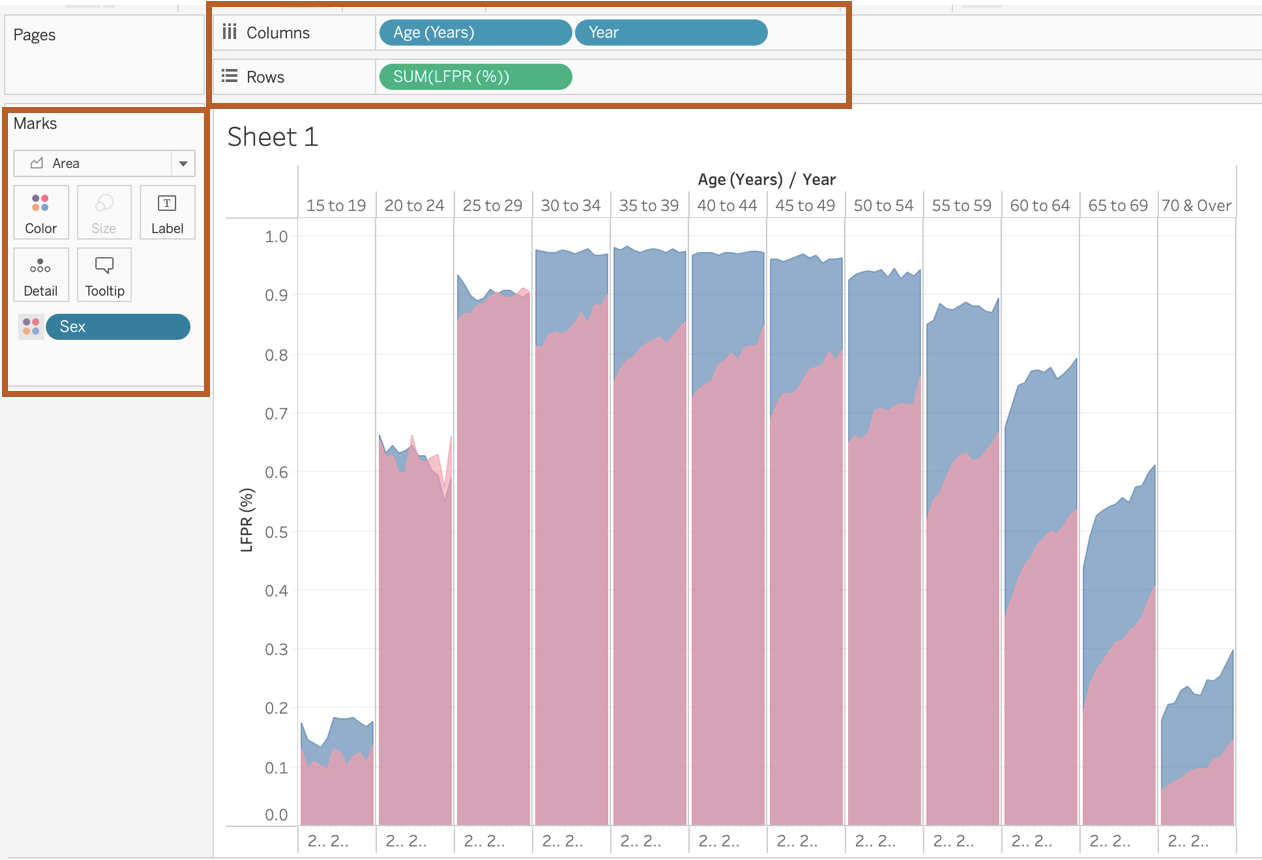 Pages
Columns Age (Years) Year
Rows SUM(LFPR (%))
Marks
Area
Color Size Label
Detail Tooltip
Sex
Sheet 1
Age (Years) / Year
15 to 19 20 to 24 25 to 29 30 to 34 35 to 39 40 to 44 45 to 49 50 to 54 55 to 59 60 to 64 65 to 69 70 & Over
1.0
0.9
0.8
0.7
0.6
0.5
0.4
0.3
0.2
0.1
0.0
LFPR (%)
2.. 2.. 2.. 2.. 2.. 2.. 2.. 2.. 2.. 2.. 2.. 2.. 2.. 2.. 2.. 2.. 2.. 2.. 2.. 2.. 2.. 2.. 2.. 2..